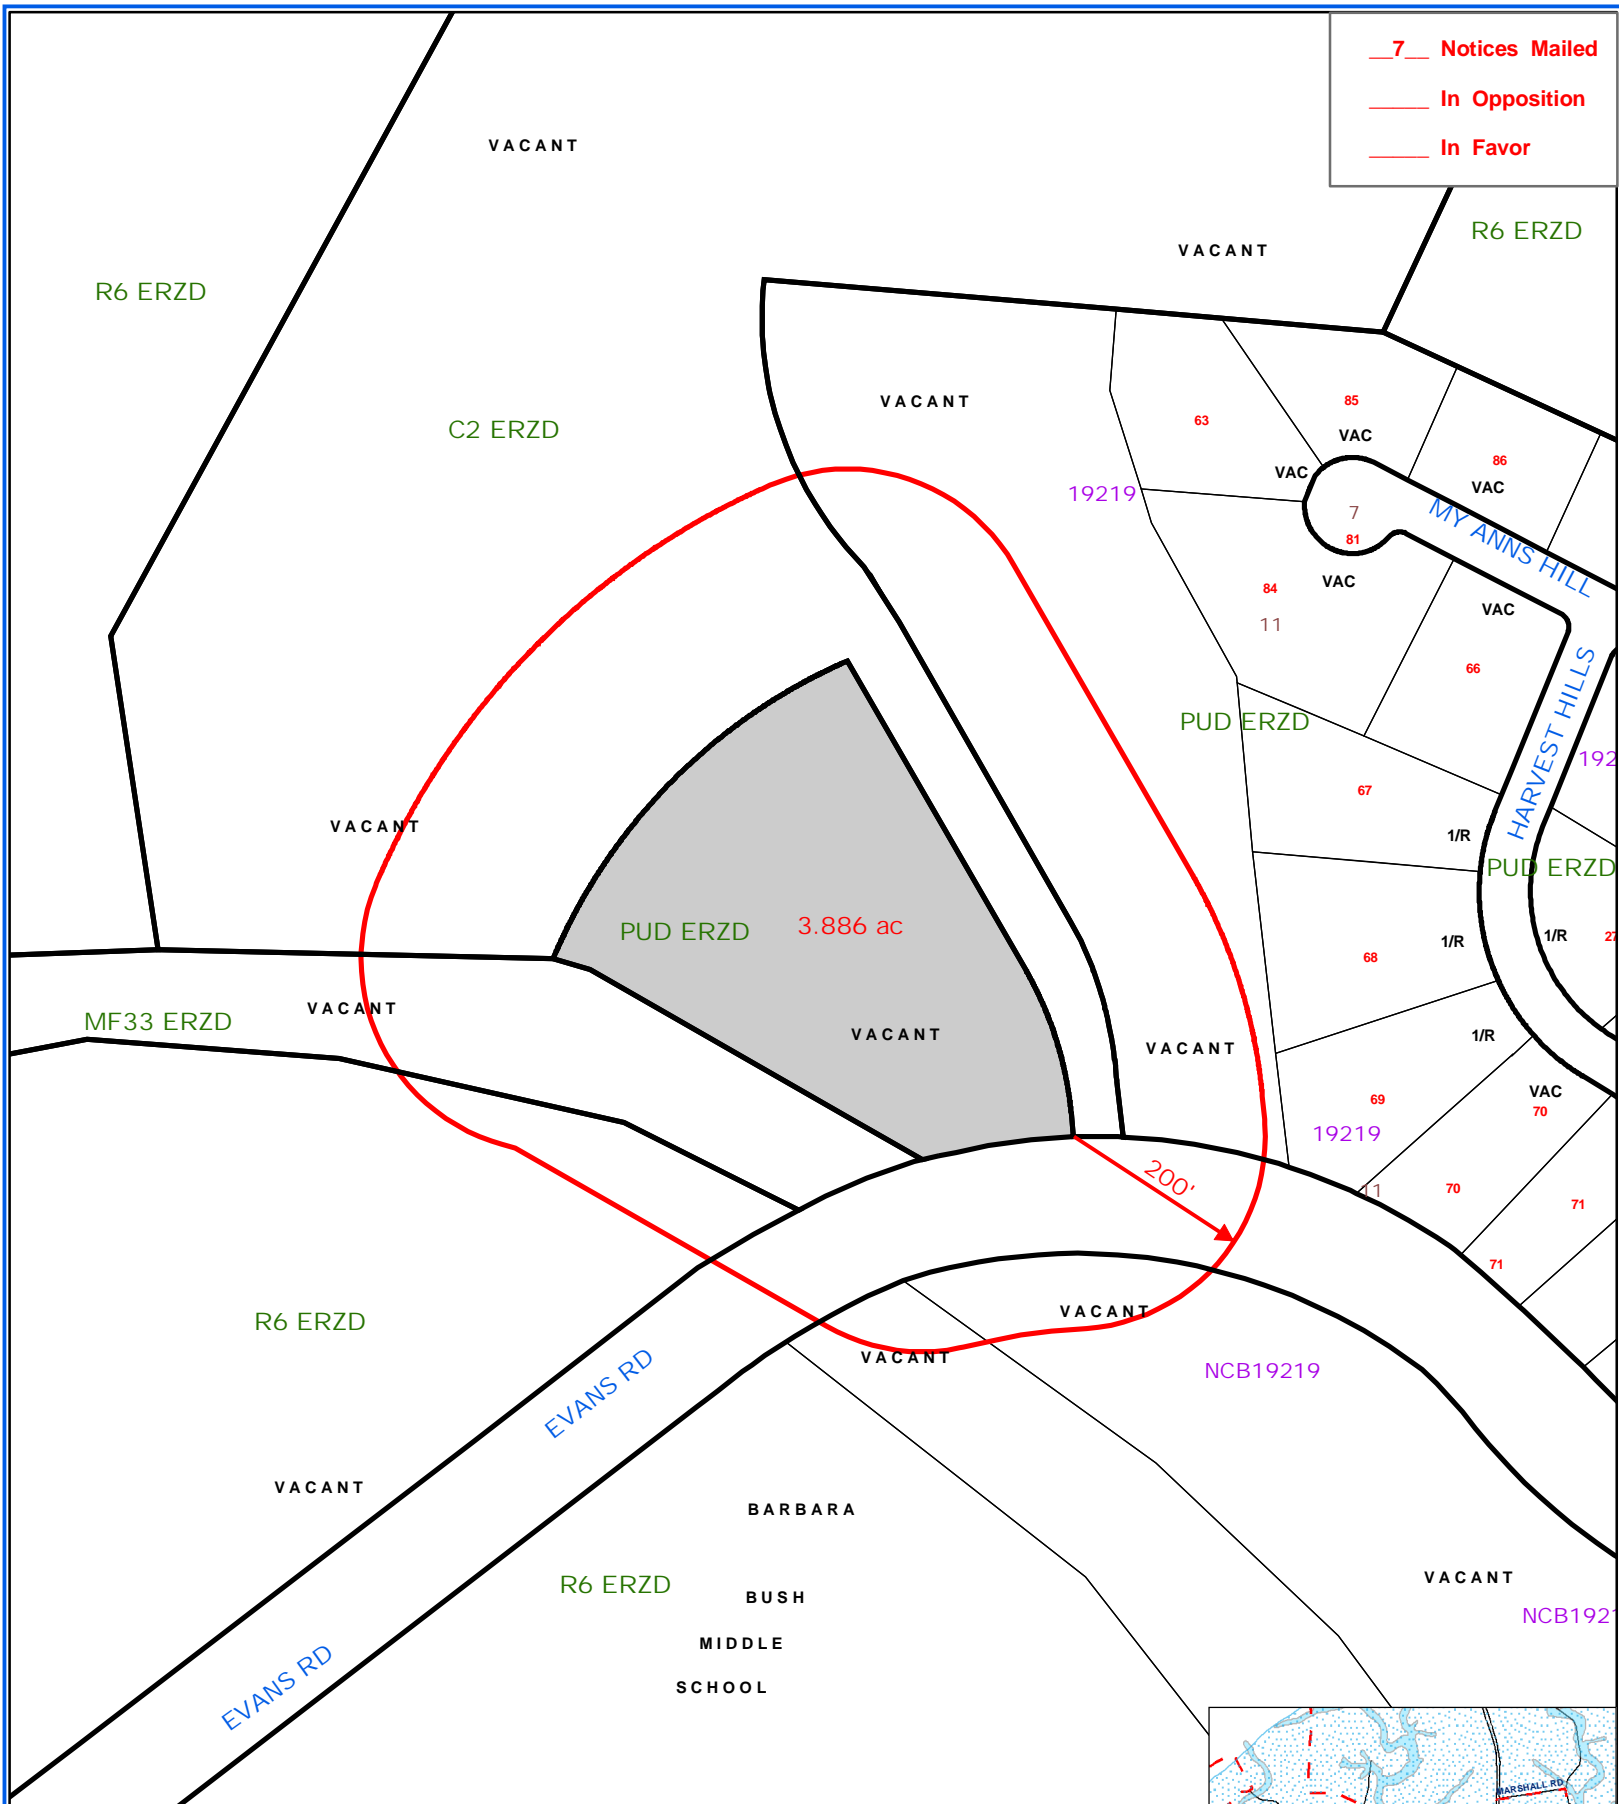 __7__ Notices Mailed
_____ In Opposition
_____ In Favor
VACANT
R6 ERZD
VACANT
R6 ERZD
VACANT
85
63
C2 ERZD
VAC
86
VAC
VAC
19219
7
MY ANNS HILL
81
VAC
84
VAC
11
66
HARVEST HILLS
PUD ERZD
192
67
VACANT
1/R
PUD ERZD
3.886 ac
PUD ERZD
1/R
1/R
27
68
VACANT
MF33 ERZD
VACANT
1/R
VACANT
VAC
69
70
19219
200'
11
70
71
71
VACANT
R6 ERZD
VACANT
NCB19219
EVANS RD
VACANT
BARBARA
VACANT
R6 ERZD
BUSH
NCB1921
MIDDLE
SCHOOL
EVANS RD
MARSHALL RD